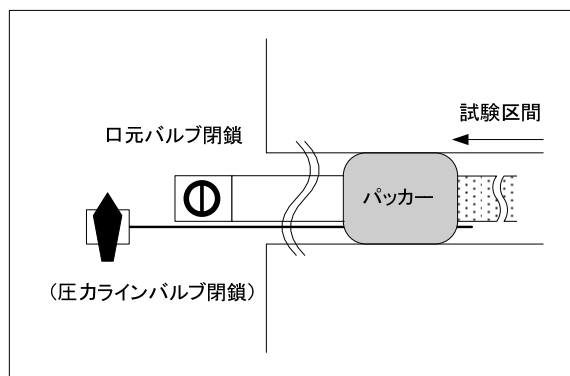 試験区間
口元バルブ閉鎖
パッカー
(圧力ラインバルブ閉鎖)